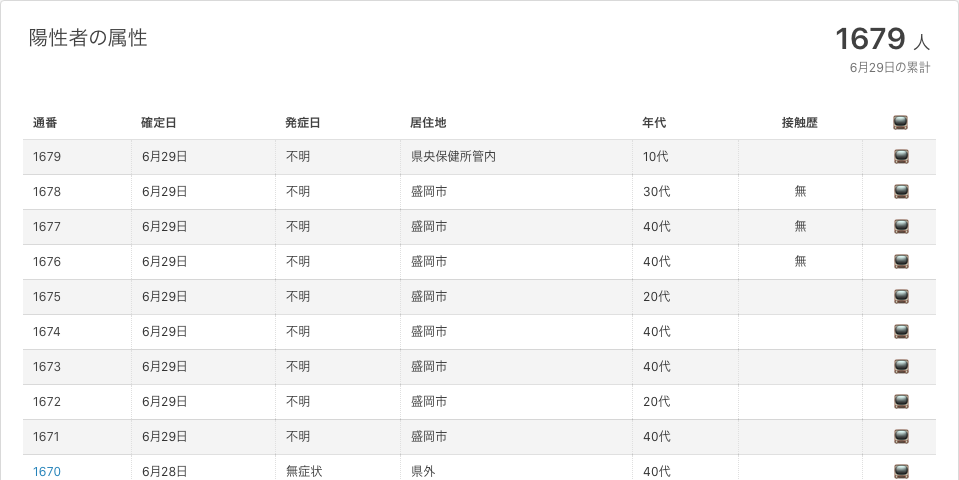 陽性者の属性
1679 人
6月29日の累計
通番 確定日 発症日 居住地 年代 接触歴
1679 6月29日 不明 県央保健所管内 10代
1678 6月29日 不明 盛岡市 30代 無
1677 6月29日 不明 盛岡市 40代 無
1676 6月29日 不明 盛岡市 40代 無
1675 6月29日 不明 盛岡市 20代
1674 6月29日 不明 盛岡市 40代
1673 6月29日 不明 盛岡市 40代
1672 6月29日 不明 盛岡市 20代
1671 6月29日 不明 盛岡市 40代
1670 6月28日 無症状 県外 40代